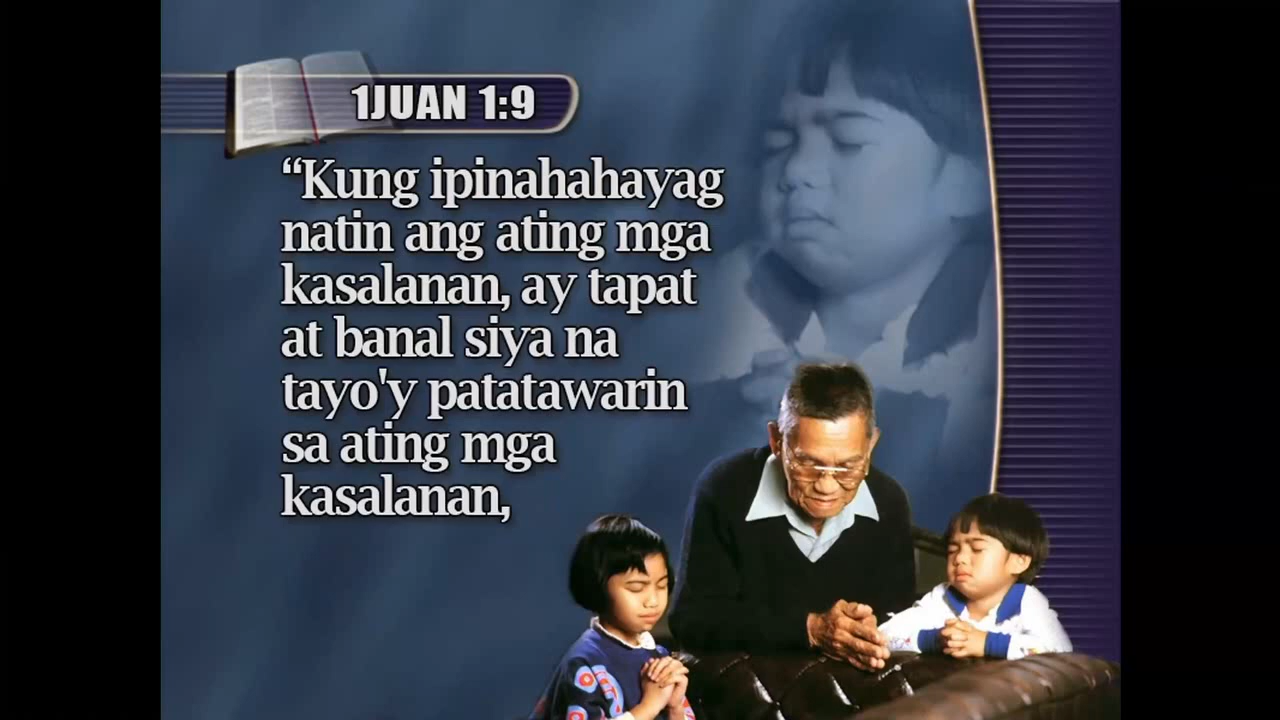 1JUAN 1:9
“Kung ipinahahayag
natin ang ating mga
kasalanan, ay tapat
at banal siya na
tayo'y patatawarin
sa ating mga
kasalanan,